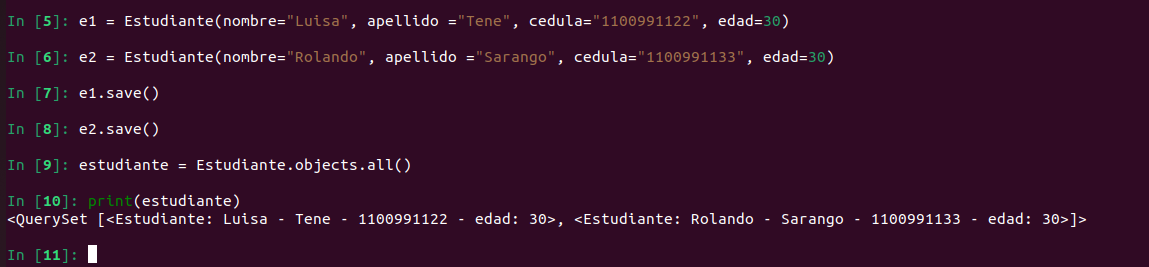 In [5]: e1 = Estudiante(nombre="Luisa", apellido ="Tene", cedula="1100991122", edad=30)
In [6]: e2 = Estudiante(nombre="Rolando", apellido ="Sarango", cedula="1100991133", edad=30)
In [7]: e1.save()
In [8]: e2.save()
In [9]: estudiante = Estudiante.objects.all()
In [10]: print(estudiante)
<QuerySet [<Estudiante: Luisa - Tene - 1100991122 - edad: 30>, <Estudiante: Rolando - Sarango - 1100991133 - edad: 30>]>
In [11]: